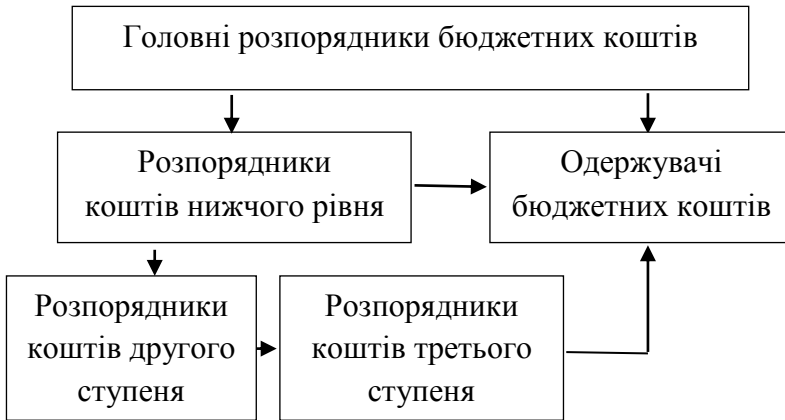 Головні розпорядники бюджетних коштів
Розпорядники
коштів нижчого рівня
Одержувачі
бюджетних коштів
Розпорядники
коштів другого
ступеня
Розпорядники
коштів третього
ступеня